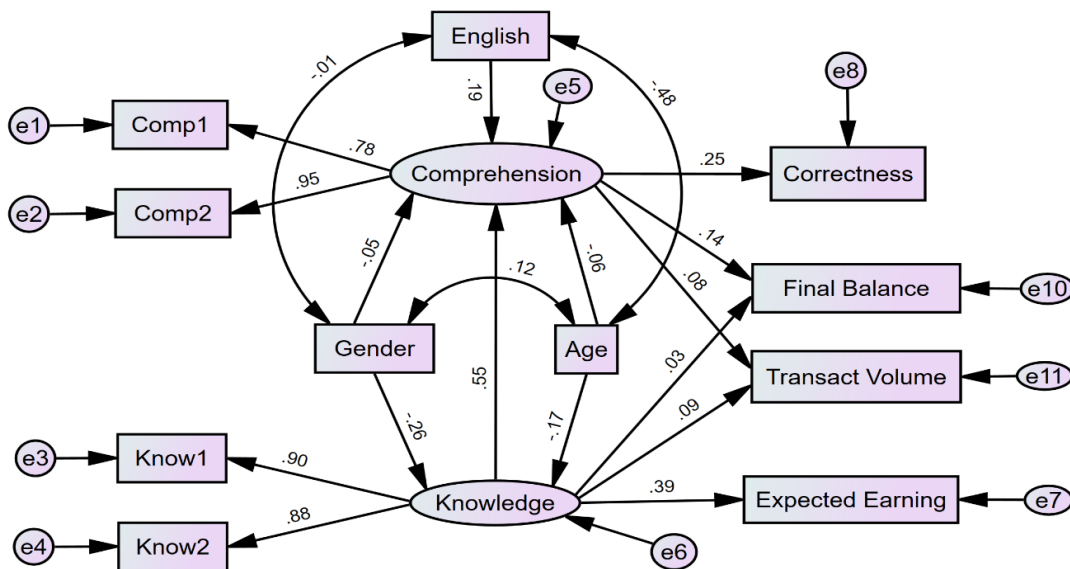 English
e8
-.01
.19
e5
-.48
e1
Comp1
.78
Comprehension
.25
Correctness
e2
Comp2
.95
-.05
-.06
.14
.08
.12
Final Balance
e10
Gender
Age
.55
.03
Transact Volume
e11
-.26
-.17
.09
e3
Know1
.90
Knowledge
.39
Expected Earning
e7
e4
Know2
.88
e6